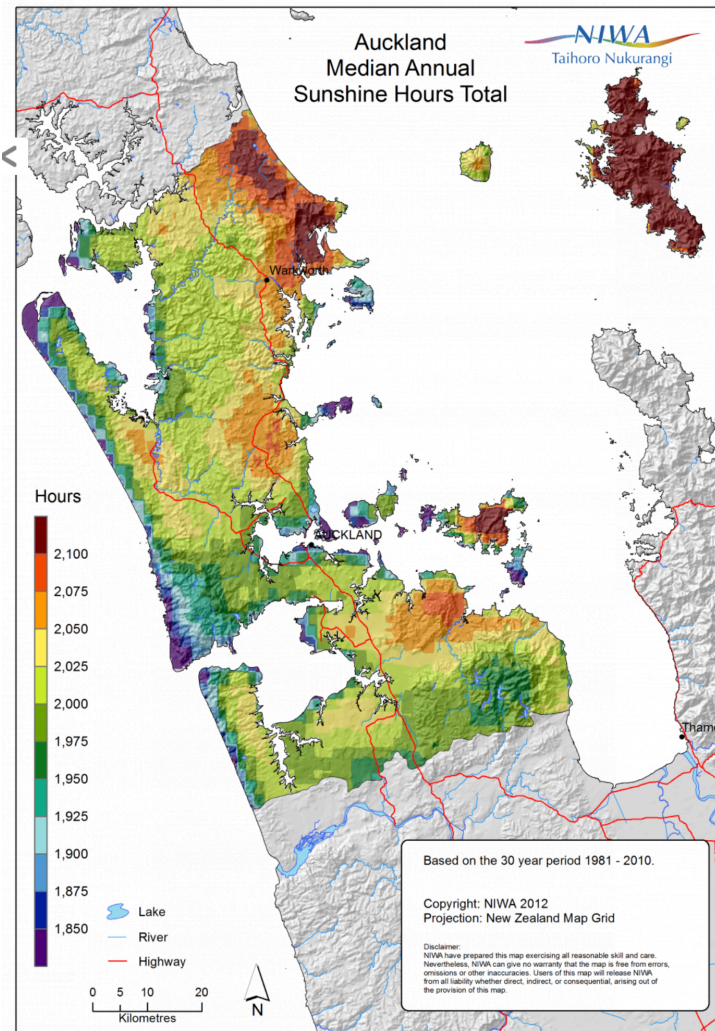 Auckland
Median Annual
Sunshine Hours Total
NIWA
Taihoro Nukurangi
Warkworth
AUCKLAND
Hours
2,100
2,075
2,050
2,025
2,000
1,975
1,950
1,925
1,900
1,875
1,850
Tham
Lake
River
Highway
0 5 10 20
Kilometres
N
Based on the 30 year period 1981 - 2010.
Copyright: NIWA 2012
Projection: New Zealand Map Grid
Disclaimer:
NIWA have prepared this map exercising all reasonable skill and care.
Nevertheless, NIWA can give no warranty that the map is free from errors,
omissions or other inaccuracies. Users of this map will release NIWA
from all liability whether direct, indirect, or consequential, arising out of
the provision of this map.